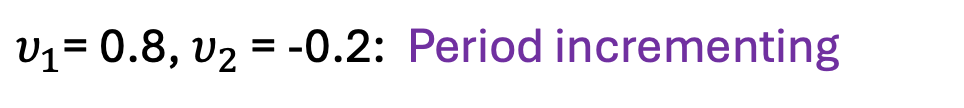 𝜐₁= 0.8, 𝜐₂ = -0.2: Period incrementing